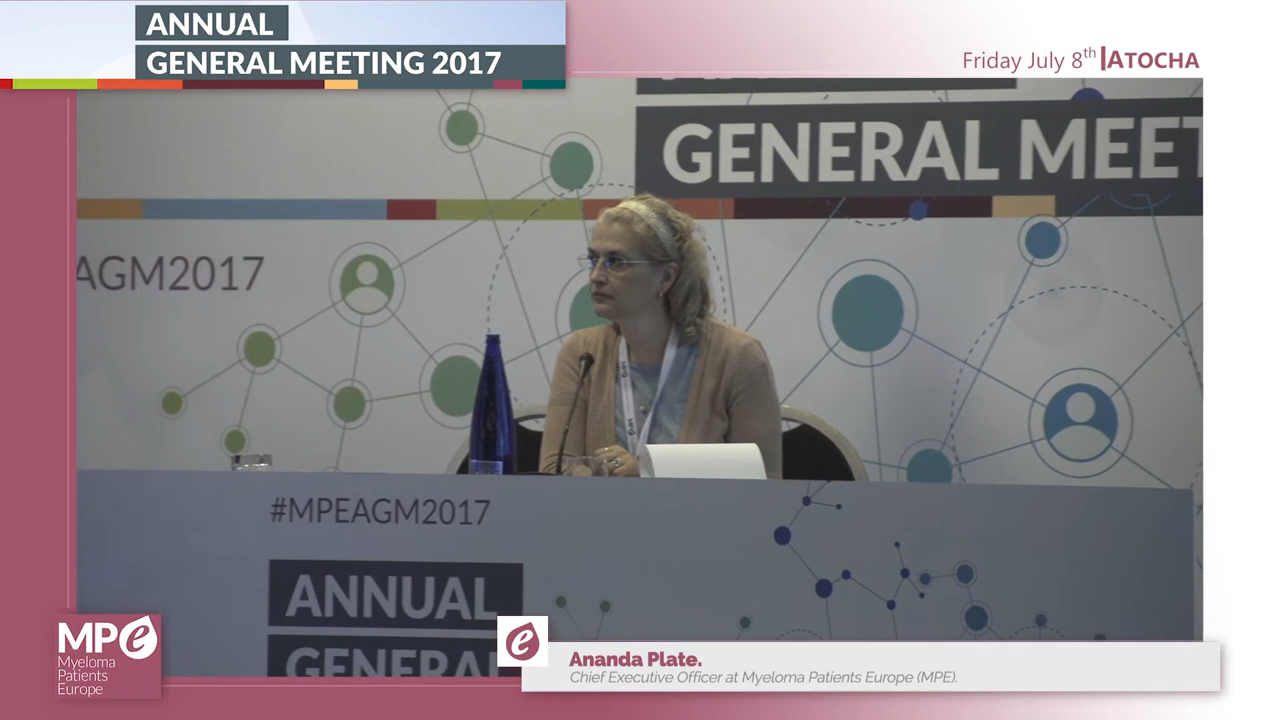 ANNUAL
GENERAL MEETING 2017
Friday July 8th |ATOCHA
GENERAL MEET
AGM2017
#MPEAGM2017
ANNUAL
GENERA
MPe
Myeloma
Patients
Europe
e
Ananda Plate.
Chief Executive Officer at Myeloma Patients Europe (MPE).